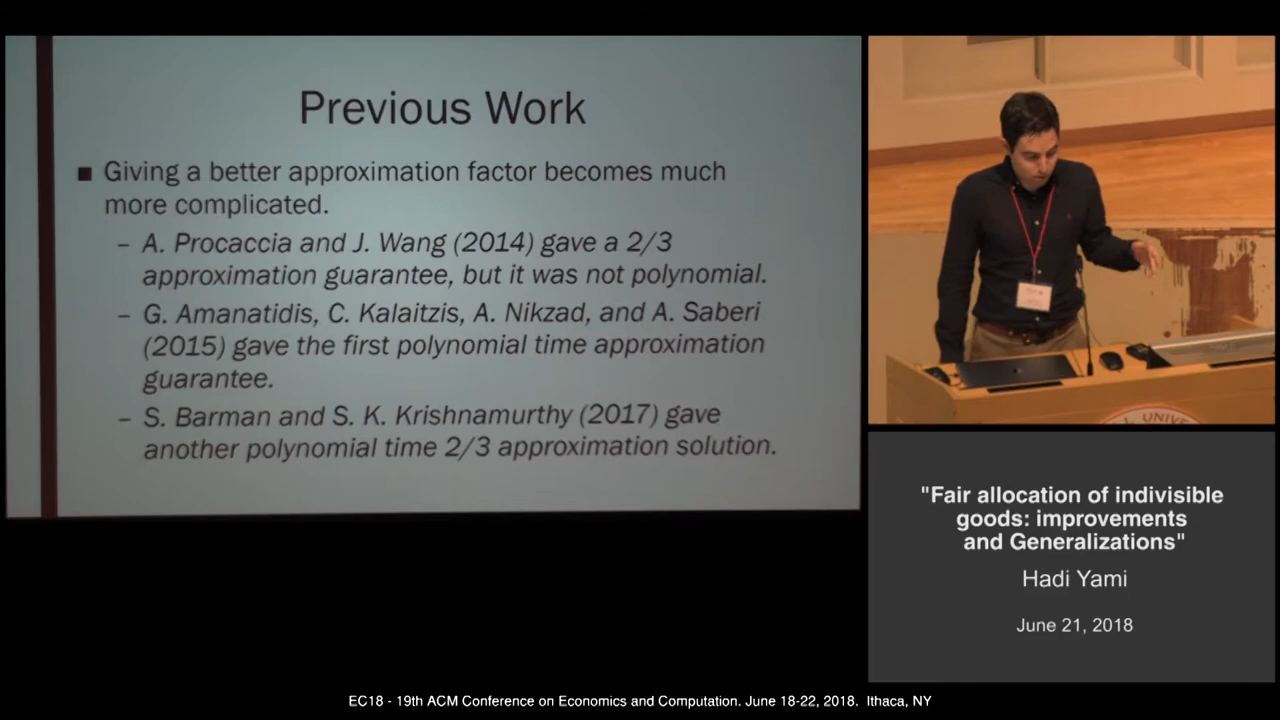 Previous Work
■ Giving a better approximation factor becomes much
more complicated.
– A. Procaccia and J. Wang (2014) gave a 2/3
approximation guarantee, but it was not polynomial.
– G. Amanatidis, C. Kalaitzis, A. Nikzad, and A. Saberi
(2015) gave the first polynomial time approximation
guarantee.
– S. Barman and S. K. Krishnamurthy (2017) gave
another polynomial time 2/3 approximation solution.
"Fair allocation of indivisible
goods: improvements
and Generalizations"
Hadi Yami
June 21, 2018
EC18 - 19th ACM Conference on Economics and Computation. June 18-22, 2018. Ithaca, NY